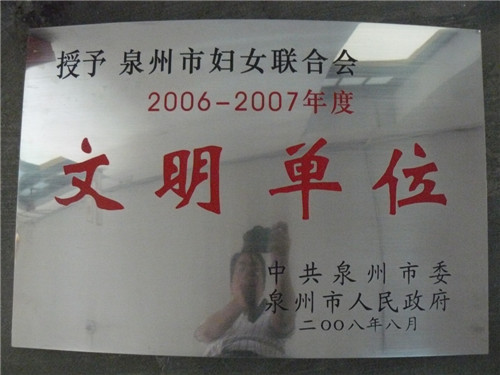 授予 泉州市妇女联合会
2006-2007年度
文明单位
中共泉州市委
泉州市人民政府
二〇〇八年八月